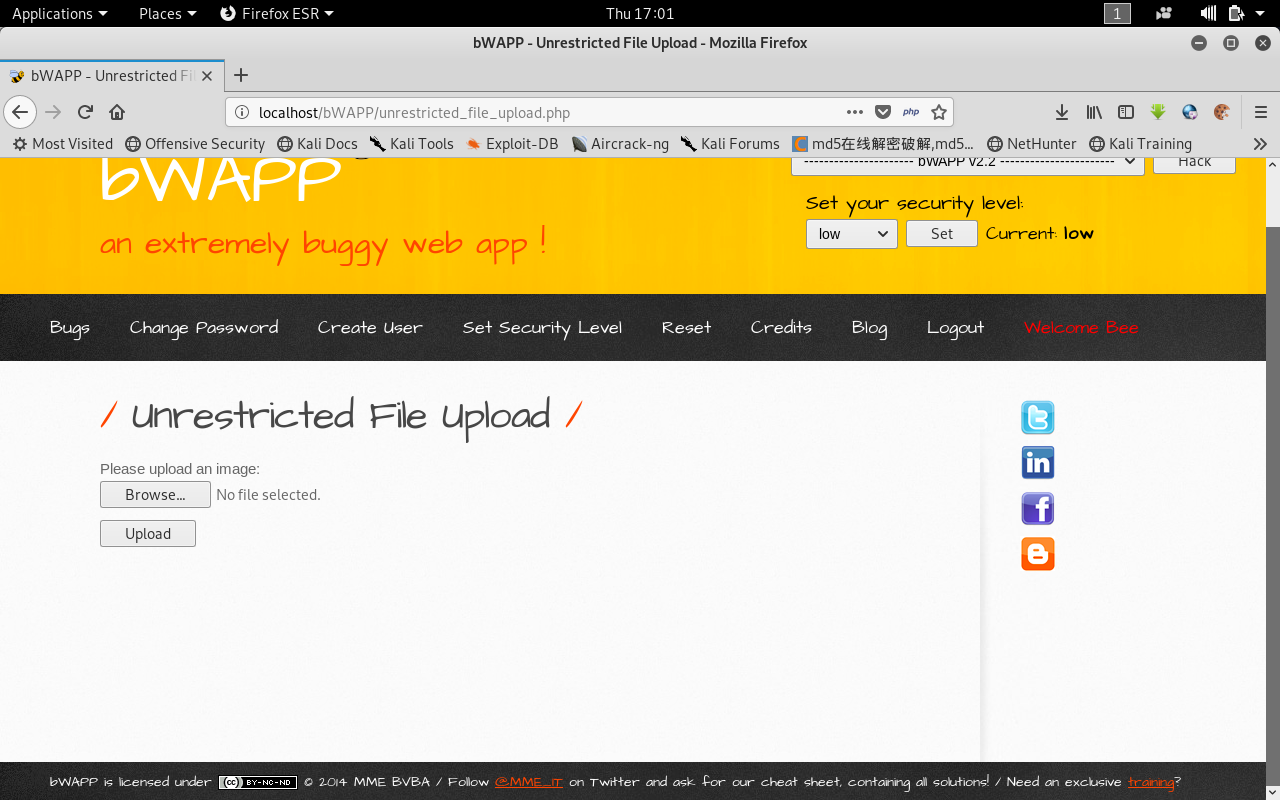 Applications Places Firefox ESR Thu 17:01 1
bWAPP - Unrestricted File Upload - Mozilla Firefox
bWAPP - Unrestricted Fil
localhost/bWAPP/unrestricted_file_upload.php php
Most Visited Offensive Security Kali Docs Kali Tools Exploit-DB Aircrack-ng Kali Forums md5在线解密破解,md5... NetHunter Kali Training
bWAPP
---------------------- bWAPP v2.2 ----------------------- Hack
an extremely buggy web app !
Set your security level:
low Set Current: low
Bugs Change Password Create User Set Security Level Reset Credits Blog Logout Welcome Bee
/ Unrestricted File Upload /
Please upload an image:
Browse... No file selected.
Upload
bWAPP is licensed under (cc) BY-NC-ND © 2014 MME BVBA / Follow @MME_IT on Twitter and ask for our cheat sheet, containing all solutions! / Need an exclusive training?